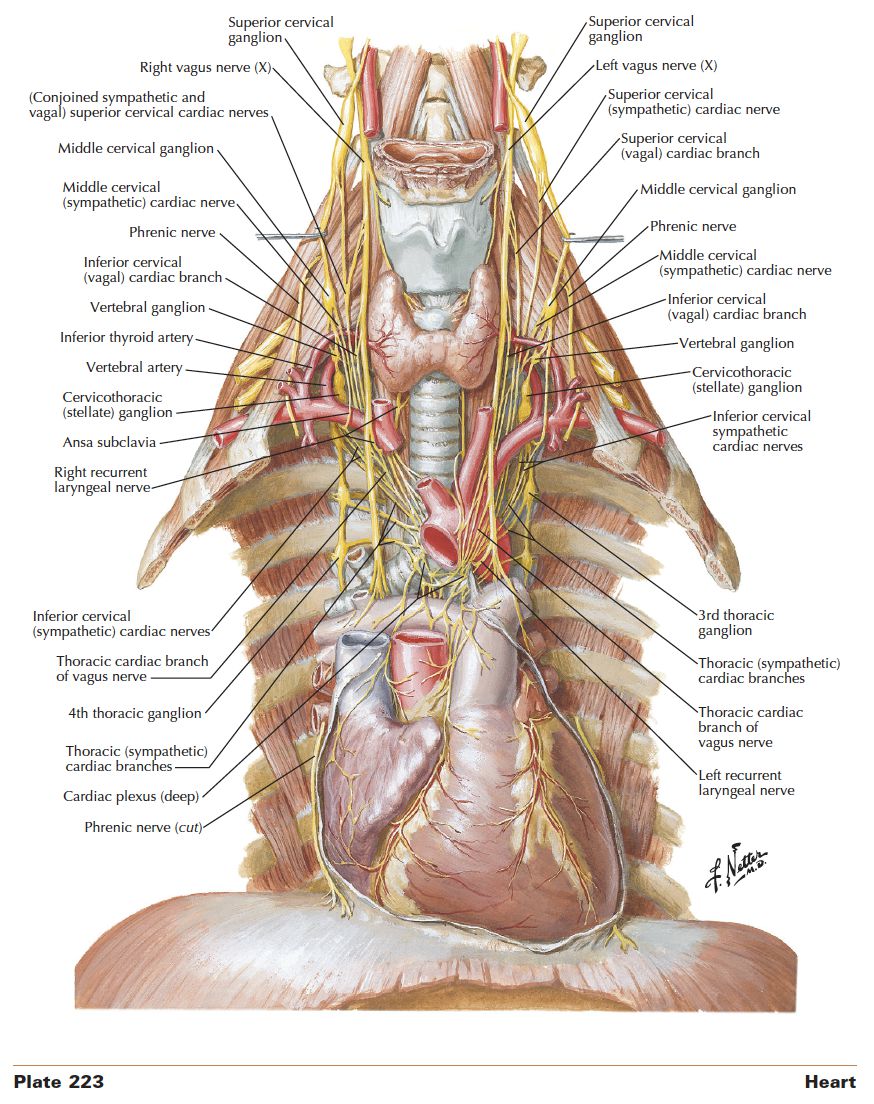 Superior cervical
ganglion
Right vagus nerve (X)
(Conjoined sympathetic and
vagal) superior cervical cardiac nerves
Middle cervical ganglion
Middle cervical
(sympathetic) cardiac nerve
Phrenic nerve
Inferior cervical
(vagal) cardiac branch
Vertebral ganglion
Inferior thyroid artery
Vertebral artery
Cervicothoracic
(stellate) ganglion
Ansa subclavia
Right recurrent
laryngeal nerve
Inferior cervical
(sympathetic) cardiac nerves
Thoracic cardiac branch
of vagus nerve
4th thoracic ganglion
Thoracic (sympathetic)
cardiac branches
Cardiac plexus (deep)
Phrenic nerve (cut)
Superior cervical
ganglion
Left vagus nerve (X)
Superior cervical
(sympathetic) cardiac nerve
Superior cervical
(vagal) cardiac branch
Middle cervical ganglion
Phrenic nerve
Middle cervical
(sympathetic) cardiac nerve
Inferior cervical
(vagal) cardiac branch
Vertebral ganglion
Cervicothoracic
(stellate) ganglion
Inferior cervical
sympathetic
cardiac nerves
3rd thoracic
ganglion
Thoracic (sympathetic)
cardiac branches
Thoracic cardiac
branch of
vagus nerve
Left recurrent
laryngeal nerve
F. Netter
M.D.
Plate 223
Heart